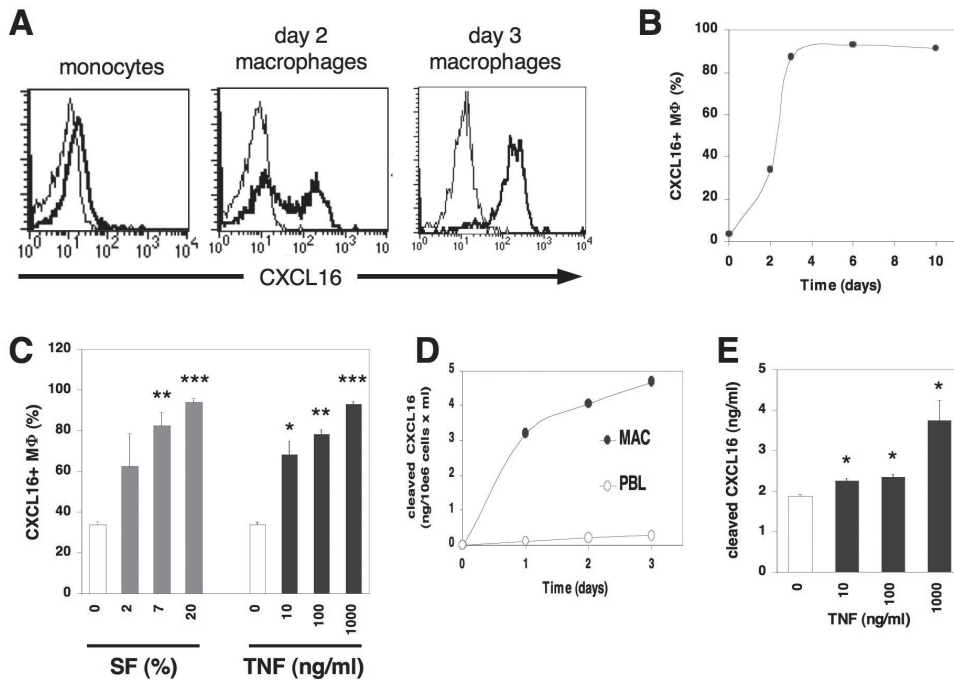 A
monocytes
day 2
macrophages
day 3
macrophages
10⁰ 10¹ 10² 10³ 10⁴
10⁰ 10¹ 10² 10³ 10⁴
10⁰ 10¹ 10² 10³ 10⁴
CXCL16
B
CXCL16+ MΦ (%)
100
80
60
40
20
0
0 2 4 6 8 10
Time (days)
C
CXCL16+ MΦ (%)
120
100
80
60
40
20
0
** *** * ** ***
0 2 7 20 0 10 100 1000
SF (%) TNF (ng/ml)
D
cleaved CXCL16
(ng/10e6 cells x ml)
5
4
3
2
1
0
MAC
PBL
0 1 2 3
Time (days)
E
cleaved CXCL16 (ng/ml)
5
4
3
2
1
0
* * *
0 10 100 1000
TNF (ng/ml)